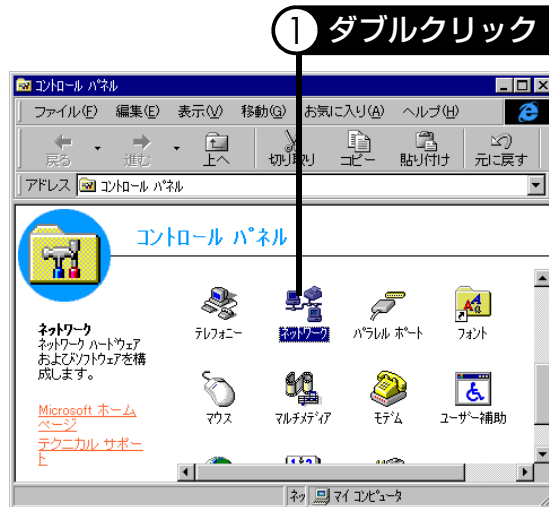 ① ダブルクリック
コントロール パネル
ファイル(F) 編集(E) 表示(V) 移動(G) お気に入り(A) ヘルプ(H)
戻る 進む 上へ 切り取り コピー 貼り付け 元に戻す
アドレス コントロール パネル
コントロール パネル
ネットワーク
ネットワーク ハードウェア
およびソフトウェアを構
成します。
Microsoft ホーム
ページ
テクニカル サポー
ト
テレフォニー ネットワーク パラレル ポート フォント
マウス マルチメディア モデム ユーザー補助
ネッ マイ コンピュータ